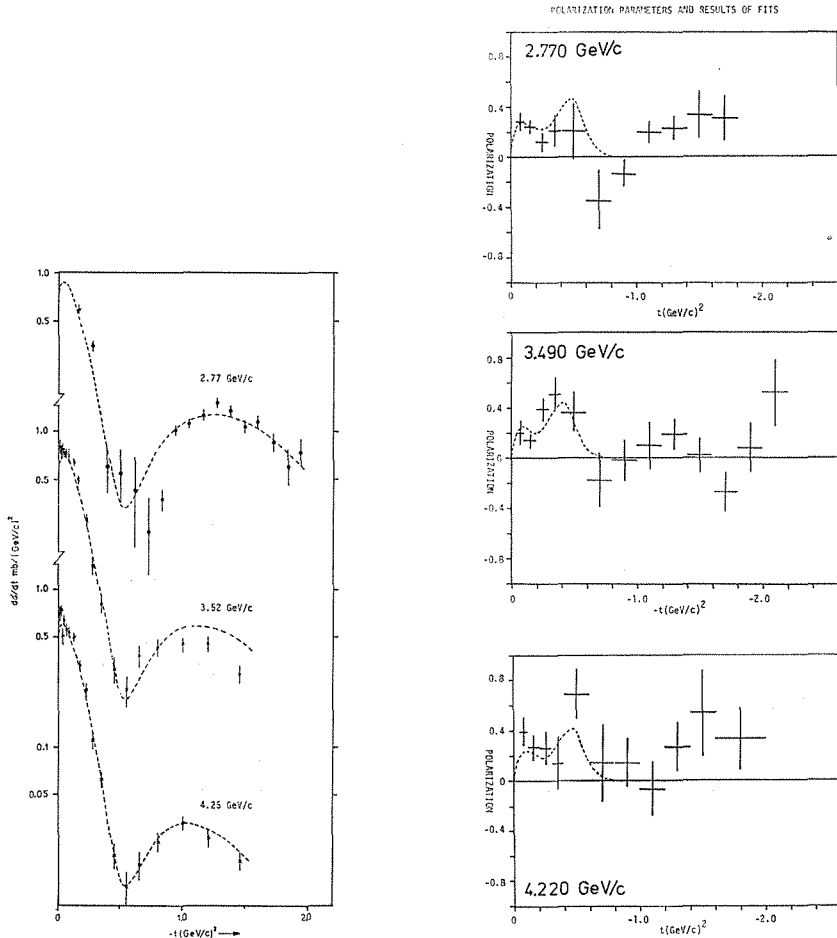 POLARIZATION PARAMETERS AND RESULTS OF FITS
1.0
0.5
2.77 GeV/c
1.0
0.5
3.52 GeV/c
1.0
0.5
0.1
0.05
4.25 GeV/c
dσ/dt mb/(GeV/c)²
0
1.0
2.0
-t(GeV/c)²
2.770 GeV/c
0.8
0.4
0
-0.4
-0.8
POLARIZATION
0
-1.0
-2.0
t(GeV/c)²
3.490 GeV/c
0.8
0.4
0
-0.4
-0.8
POLARIZATION
0
-1.0
-2.0
-t(GeV/c)²
0.8
0.4
0
-0.4
-0.8
POLARIZATION
4.220 GeV/c
0
-1.0
-2.0
t(GeV/c)²